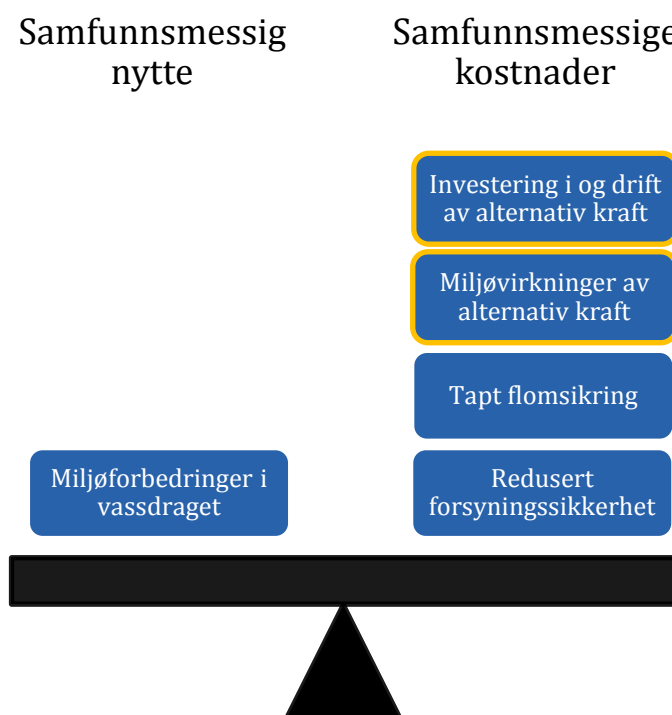 Samfunnsmessig
nytte
Samfunnsmessige
kostnader
Investering i og drift
av alternativ kraft
Miljøvirkninger av
alternativ kraft
Tapt flomsikring
Miljøforbedringer i
vassdraget
Redusert
forsyningssikkerhet